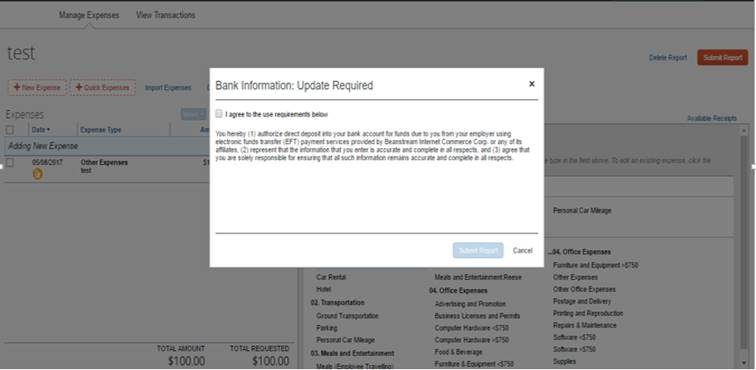 Manage Expenses View Transactions
test
Delete Report Submit Report
+ New Expense + Quick Expenses Import Expenses
Bank Information: Update Required x
I agree to the use requirements below
You hereby (1) authorize direct deposit into your bank account for funds due to you from your employer using
electronic funds transfer (EFT) payment services provided by Beanstream Internet Commerce Corp. or any of its
affiliates, (2) represent that the information that you enter is accurate and complete in all respects, and (3) agree that
you are solely responsible for ensuring that all such information remains accurate and complete in all respects.
Submit Report Cancel
Expenses
Available Receipts
Date Expense Type Am
Adding New Expense
05/08/2017 Other Expenses $1
test
type in the field above. To edit an existing expense, click the
Personal Car Mileage
Car Rental
Hotel
02. Transportation
Ground Transportation
Parking
Personal Car Mileage
03. Meals and Entertainment
Meals (Employee Travelling)
Meals and Entertainment Reese
04. Office Expenses
Advertising and Promotion
Business Licenses and Permits
Computer Hardware <$750
Computer Hardware >$750
Food & Beverage
Furniture & Equipment <$750
...04. Office Expenses
Furniture and Equipment >$750
Other Expenses
Other Office Expenses
Postage and Delivery
Printing and Reproduction
Repairs & Maintenance
Software <$750
Software >$750
Supplies
TOTAL AMOUNT TOTAL REQUESTED
$100.00 $100.00